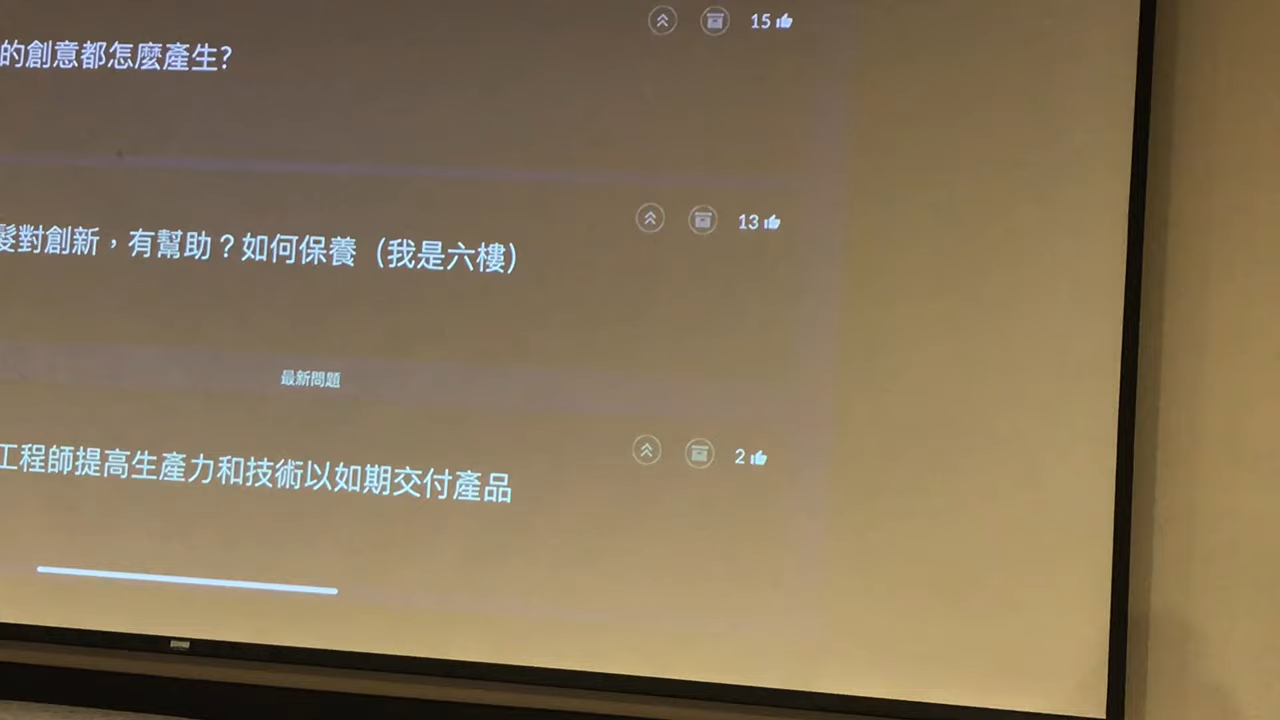 15
的創意都怎麼產生?
13
髮對創新，有幫助？如何保養（我是六樓）
最新問題
2
工程師提高生產力和技術以如期交付產品